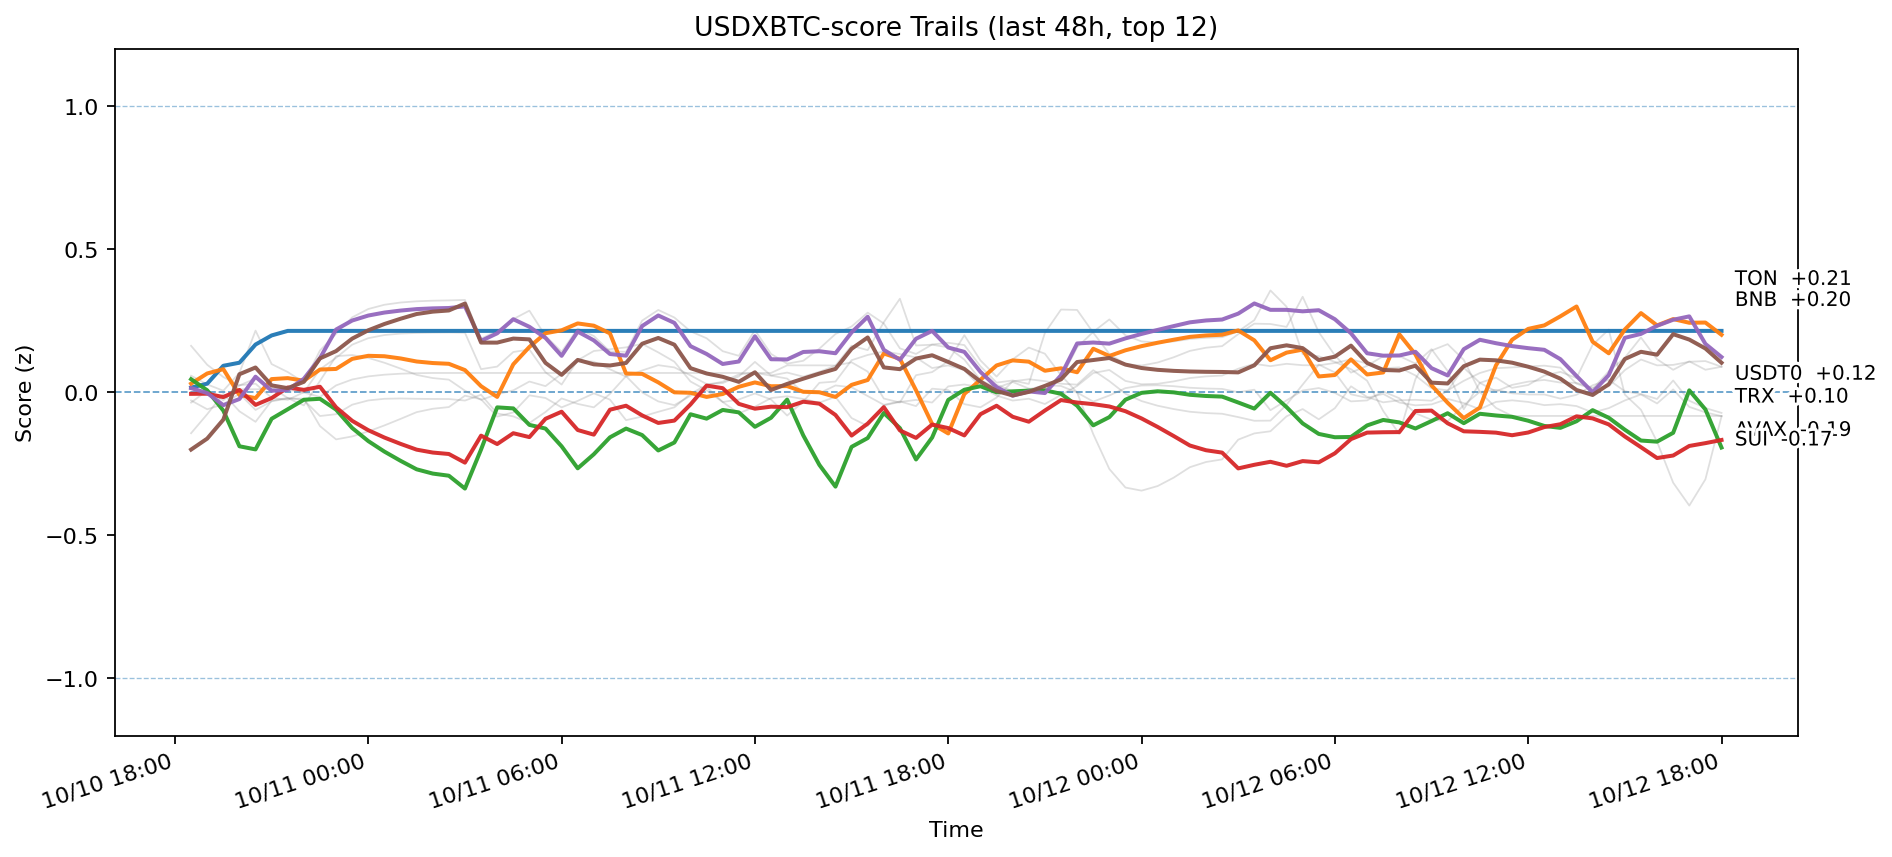 USDXBTC-score Trails (last 48h, top 12)
Score (z)
1.0
0.5
0.0
−0.5
−1.0
TON +0.21
BNB +0.20
USDT0 +0.12
TRX +0.10
AVAX -0.19
SUI -0.17
10/10 18:00
10/11 00:00
10/11 06:00
10/11 12:00
10/11 18:00
10/12 00:00
10/12 06:00
10/12 12:00
10/12 18:00
Time